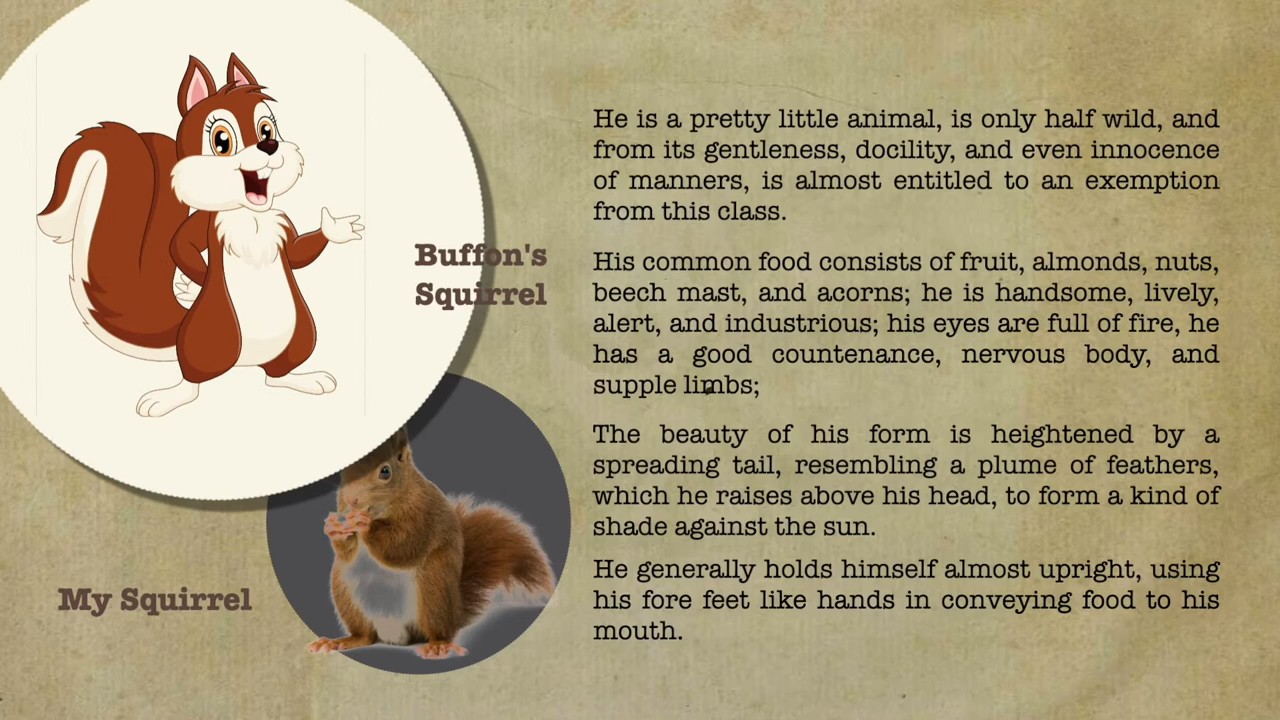 Buffon's
Squirrel
My Squirrel
He is a pretty little animal, is only half wild, and
from its gentleness, docility, and even innocence
of manners, is almost entitled to an exemption
from this class.
His common food consists of fruit, almonds, nuts,
beech mast, and acorns; he is handsome, lively,
alert, and industrious; his eyes are full of fire, he
has a good countenance, nervous body, and
supple limbs;
The beauty of his form is heightened by a
spreading tail, resembling a plume of feathers,
which he raises above his head, to form a kind of
shade against the sun.
He generally holds himself almost upright, using
his fore feet like hands in conveying food to his
mouth.